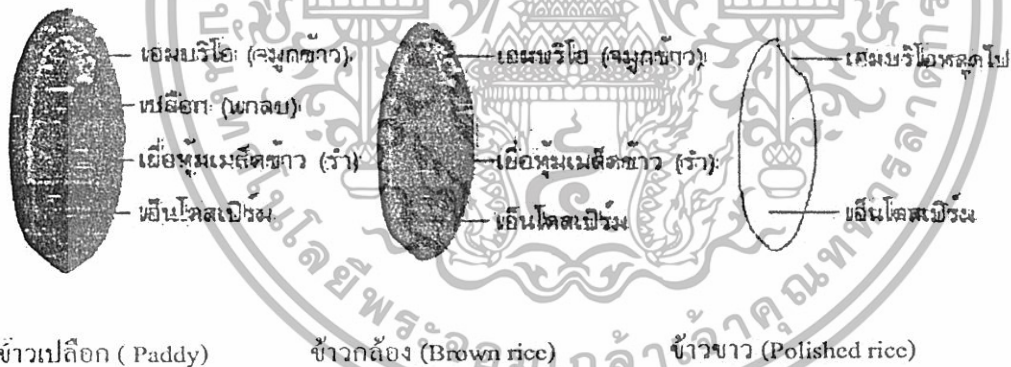 เอมบริโอ (จมูกข้าว)
เปลือก (แกลบ)
เยื่อหุ้มเมล็ดข้าว (รำ)
เอ็นโดสเปิร์ม
ข้าวเปลือก ( Paddy)
เอมบริโอ (จมูกข้าว)
เยื่อหุ้มเมล็ดข้าว (รำ)
เอ็นโดสเปิร์ม
ข้าวกล้อง (Brown rice)
เอมบริโอหลุดไป
เอ็นโดสเปิร์ม
ข้าวขาว (Polished rice)